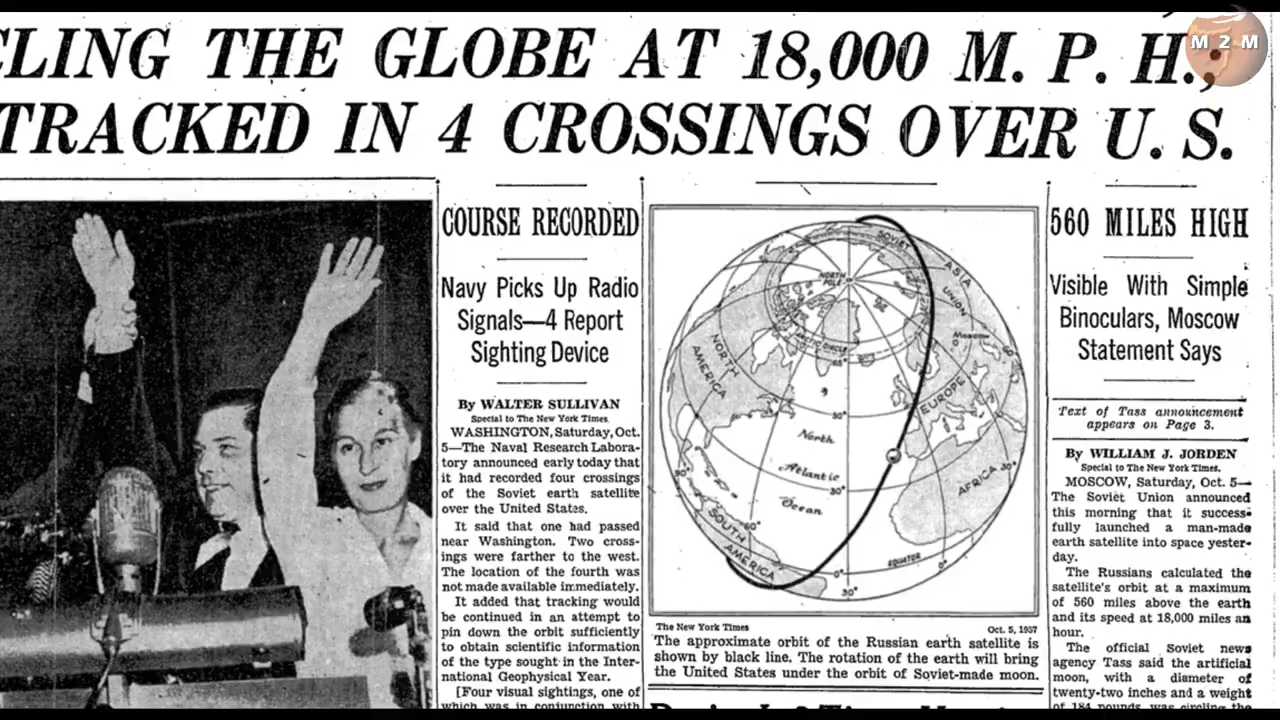 CLING THE GLOBE AT 18,000 M. P. H.;
TRACKED IN 4 CROSSINGS OVER U. S.
M 2 M
COURSE RECORDED
Navy Picks Up Radio
Signals—4 Report
Sighting Device
By WALTER SULLIVAN
Special to The New York Times.
WASHINGTON, Saturday, Oct.
5—The Naval Research Labora-
tory announced early today that
it had recorded four crossings
of the Soviet earth satellite
over the United States.
It said that one had passed
near Washington. Two cross-
ings were farther to the west.
The location of the fourth was
not made available immediately.
It added that tracking would
be continued in an attempt to
pin down the orbit sufficiently
to obtain scientific information
of the type sought in the Inter-
national Geophysical Year.
[Four visual sightings, one of
which was in conjunction with
SOVIET
ASIA
UNION
NORTH
POLE
Moscow
ARCTIC CIRCLE
NORTH
AMERICA
EUROPE
North
Atlantic
Ocean
AFRICA
SOUTH
AMERICA
EQUATOR
50°
30°
30°
60°
0°
0°
30°
The New York Times
Oct. 5, 1957
The approximate orbit of the Russian earth satellite is
shown by black line. The rotation of the earth will bring
the United States under the orbit of Soviet-made moon.
560 MILES HIGH
Visible With Simple
Binoculars, Moscow
Statement Says
Text of Tass announcement
appears on Page 3.
By WILLIAM J. JORDEN
Special to The New York Times.
MOSCOW, Saturday, Oct. 5—
The Soviet Union announced
this morning that it success-
fully launched a man-made
earth satellite into space yester-
day.
The Russians calculated the
satellite's orbit at a maximum
of 560 miles above the earth
and its speed at 18,000 miles an
hour.
The official Soviet news
agency Tass said the artificial
moon, with a diameter of
twenty-two inches and a weight
of 184 pounds, was circling the